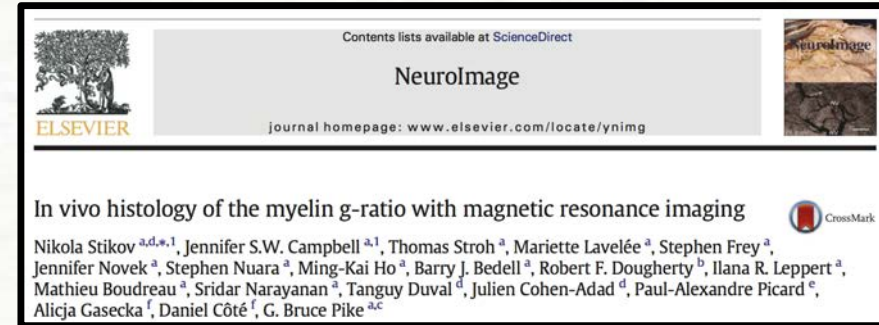 Contents lists available at ScienceDirect
NeuroImage
ELSEVIER
journal homepage: www.elsevier.com/locate/ynimg
NeuroImage
In vivo histology of the myelin g-ratio with magnetic resonance imaging
CrossMark
Nikola Stikov a,d,*,1, Jennifer S.W. Campbell a,1, Thomas Stroh a, Mariette Lavelée a, Stephen Frey a,
Jennifer Novek a, Stephen Nuara a, Ming-Kai Ho a, Barry J. Bedell a, Robert F. Dougherty b, Ilana R. Leppert a,
Mathieu Boudreau a, Sridar Narayanan a, Tanguy Duval d, Julien Cohen-Adad d, Paul-Alexandre Picard e,
Alicja Gasecka f, Daniel Côté f, G. Bruce Pike a,c